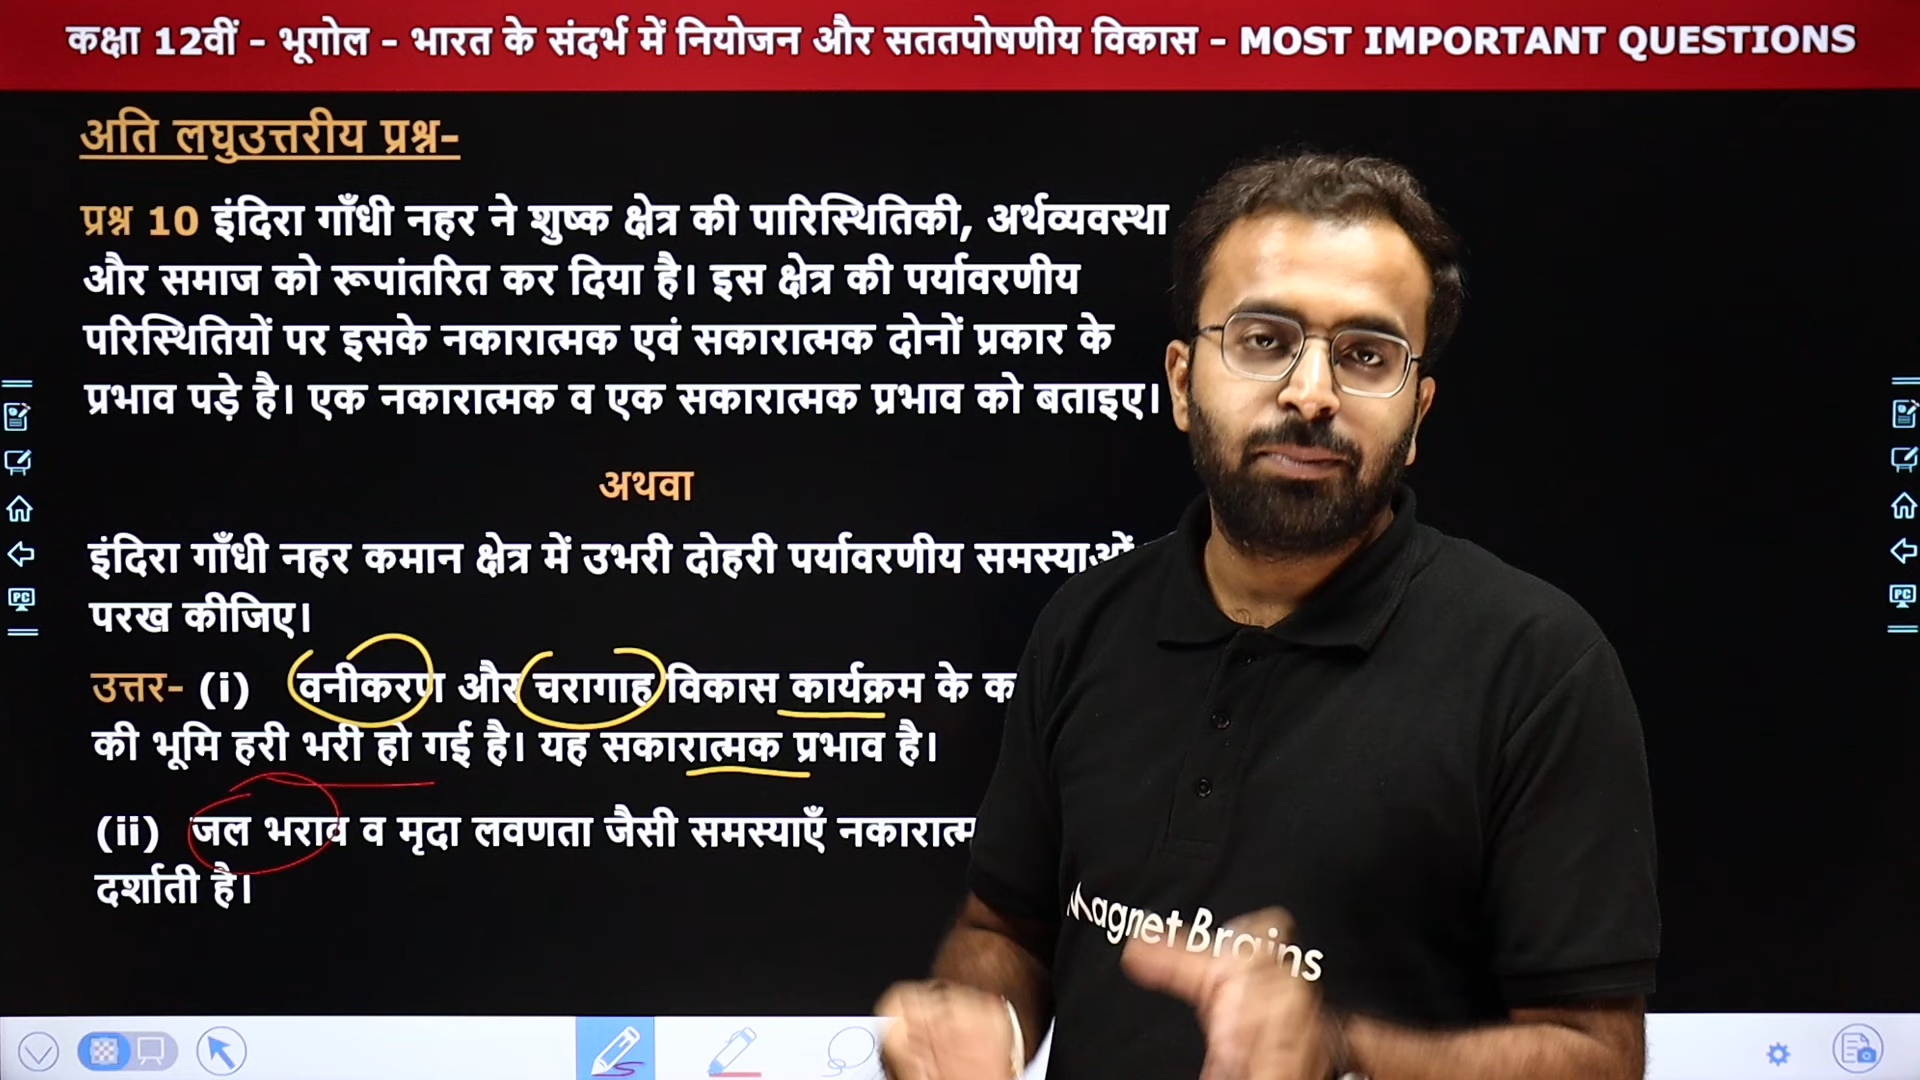 कक्षा 12वीं - भूगोल - भारत के संदर्भ में नियोजन और सततपोषणीय विकास - MOST IMPORTANT QUESTIONS
अति लघुउत्तरीय प्रश्न-
प्रश्न 10 इंदिरा गाँधी नहर ने शुष्क क्षेत्र की पारिस्थितिकी, अर्थव्यवस्था
और समाज को रूपांतरित कर दिया है। इस क्षेत्र की पर्यावरणीय
परिस्थितियों पर इसके नकारात्मक एवं सकारात्मक दोनों प्रकार के
प्रभाव पड़े है। एक नकारात्मक व एक सकारात्मक प्रभाव को बताइए।
अथवा
इंदिरा गाँधी नहर कमान क्षेत्र में उभरी दोहरी पर्यावरणीय समस्याओं
परख कीजिए।
उत्तर- (i) वनीकरण और चरागाह विकास कार्यक्रम के
की भूमि हरी भरी हो गई है। यह सकारात्मक प्रभाव है।
(ii) जल भराव व मृदा लवणता जैसी समस्याएँ
दर्शाती है।
Magnet Brains
PC
PC